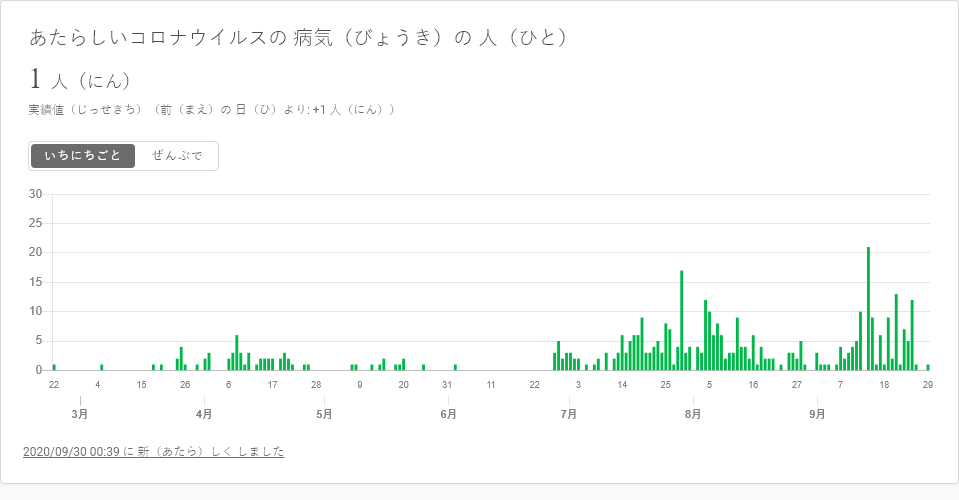 あたらしいコロナウイルスの 病気（びょうき）の 人（ひと）
1 人（にん）
実績値（じっせきち）（前（まえ）の 日（ひ）より: +1 人（にん））
いちにちごと ぜんぶで
30
25
20
15
10
5
0
22 4 15 26 6 17 28 9 20 31 11 22 3 14 25 5 16 27 7 18 29
3月 4月 5月 6月 7月 8月 9月
2020/09/30 00:39 に 新（あたら）しく しました